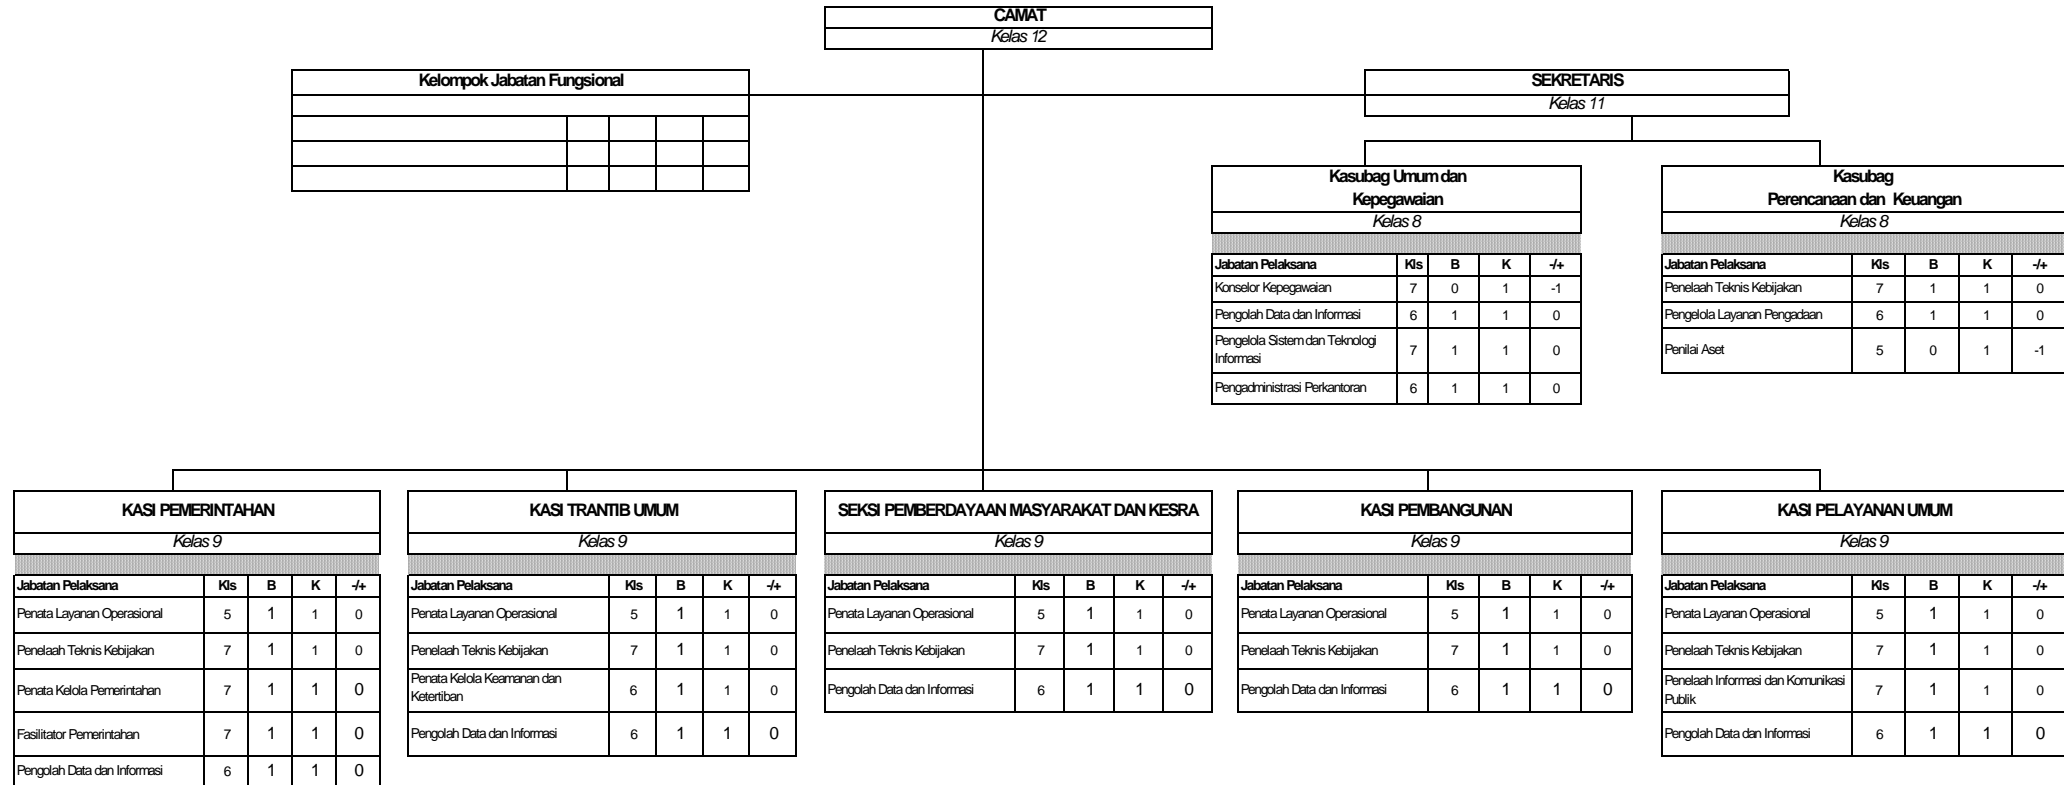 CAMAT
Kelas 12
Kelompok Jabatan Fungsional
SEKRETARIS
Kelas 11
Kasubag Umum dan
Kepegawaian
Kelas 8
Jabatan Pelaksana Kls B K -/+
Konselor Kepegawaian 7 0 1 -1
Pengolah Data dan Informasi 6 1 1 0
Pengelola Sistem dan Teknologi
Informasi 7 1 1 0
Pengadministrasi Perkantoran 6 1 1 0
Kasubag
Perencanaan dan Keuangan
Kelas 8
Jabatan Pelaksana Kls B K -/+
Penelaah Teknis Kebijakan 7 1 1 0
Pengelola Layanan Pengadaan 6 1 1 0
Penilai Aset 5 0 1 -1
KASI PEMERINTAHAN
Kelas 9
Jabatan Pelaksana Kls B K -/+
Penata Layanan Operasional 5 1 1 0
Penelaah Teknis Kebijakan 7 1 1 0
Penata Kelola Pemerintahan 7 1 1 0
Fasilitator Pemerintahan 7 1 1 0
Pengolah Data dan Informasi 6 1 1 0
KASI TRANTIB UMUM
Kelas 9
Jabatan Pelaksana Kls B K -/+
Penata Layanan Operasional 5 1 1 0
Penelaah Teknis Kebijakan 7 1 1 0
Penata Kelola Keamanan dan
Ketertiban 6 1 1 0
Pengolah Data dan Informasi 6 1 1 0
SEKSI PEMBERDAYAAN MASYARAKAT DAN KESRA
Kelas 9
Jabatan Pelaksana Kls B K -/+
Penata Layanan Operasional 5 1 1 0
Penelaah Teknis Kebijakan 7 1 1 0
Pengolah Data dan Informasi 6 1 1 0
KASI PEMBANGUNAN
Kelas 9
Jabatan Pelaksana Kls B K -/+
Penata Layanan Operasional 5 1 1 0
Penelaah Teknis Kebijakan 7 1 1 0
Pengolah Data dan Informasi 6 1 1 0
KASI PELAYANAN UMUM
Kelas 9
Jabatan Pelaksana Kls B K -/+
Penata Layanan Operasional 5 1 1 0
Penelaah Teknis Kebijakan 7 1 1 0
Penelaah Informasi dan Komunikasi
Publik 7 1 1 0
Pengolah Data dan Informasi 6 1 1 0